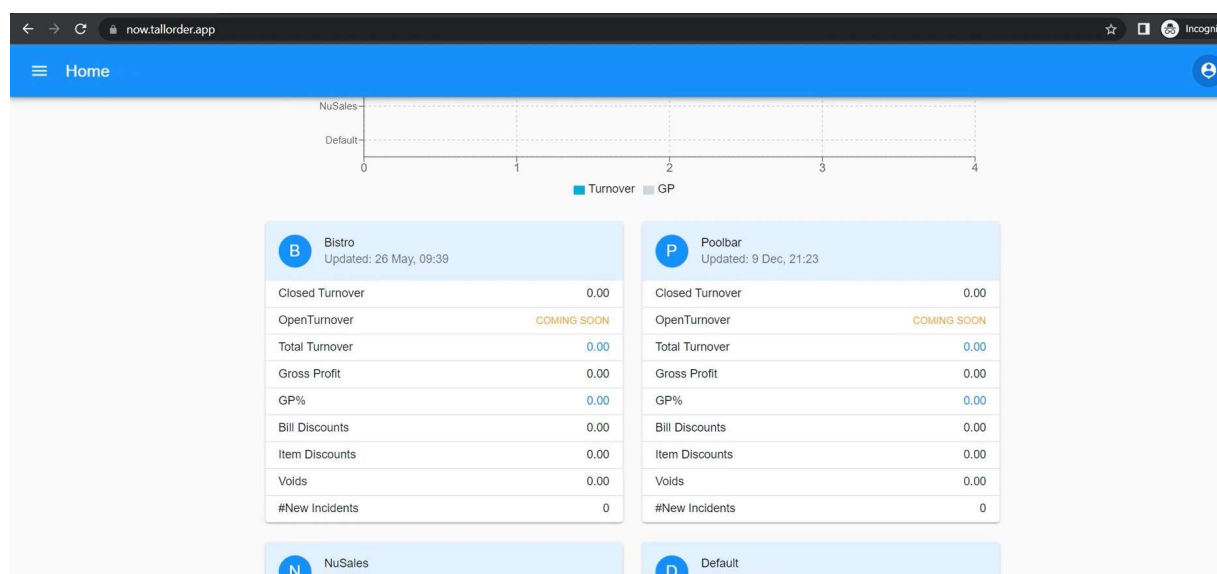 now.tallorder.app
Incogni
Home
NuSales
Default
0 1 2 3 4
Turnover GP
B
Bistro
Updated: 26 May, 09:39
Closed Turnover 0.00
OpenTurnover COMING SOON
Total Turnover 0.00
Gross Profit 0.00
GP% 0.00
Bill Discounts 0.00
Item Discounts 0.00
Voids 0.00
#New Incidents 0
P
Poolbar
Updated: 9 Dec, 21:23
Closed Turnover 0.00
OpenTurnover COMING SOON
Total Turnover 0.00
Gross Profit 0.00
GP% 0.00
Bill Discounts 0.00
Item Discounts 0.00
Voids 0.00
#New Incidents 0
N
NuSales
D
Default